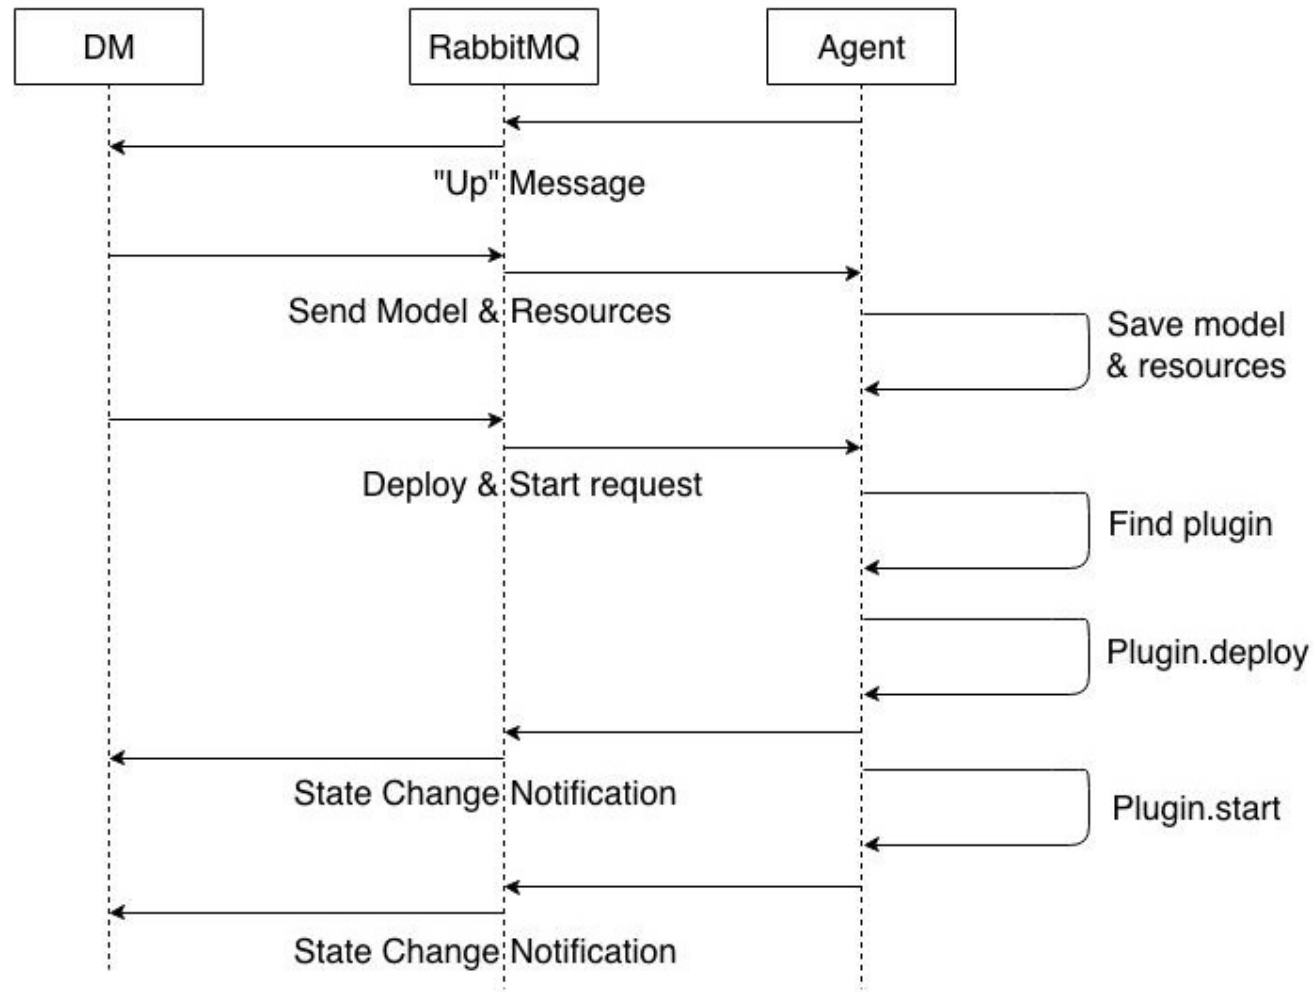 DM
RabbitMQ
Agent
"Up" Message
Send Model & Resources
Save model
& resources
Deploy & Start request
Find plugin
Plugin.deploy
State Change Notification
Plugin.start
State Change Notification